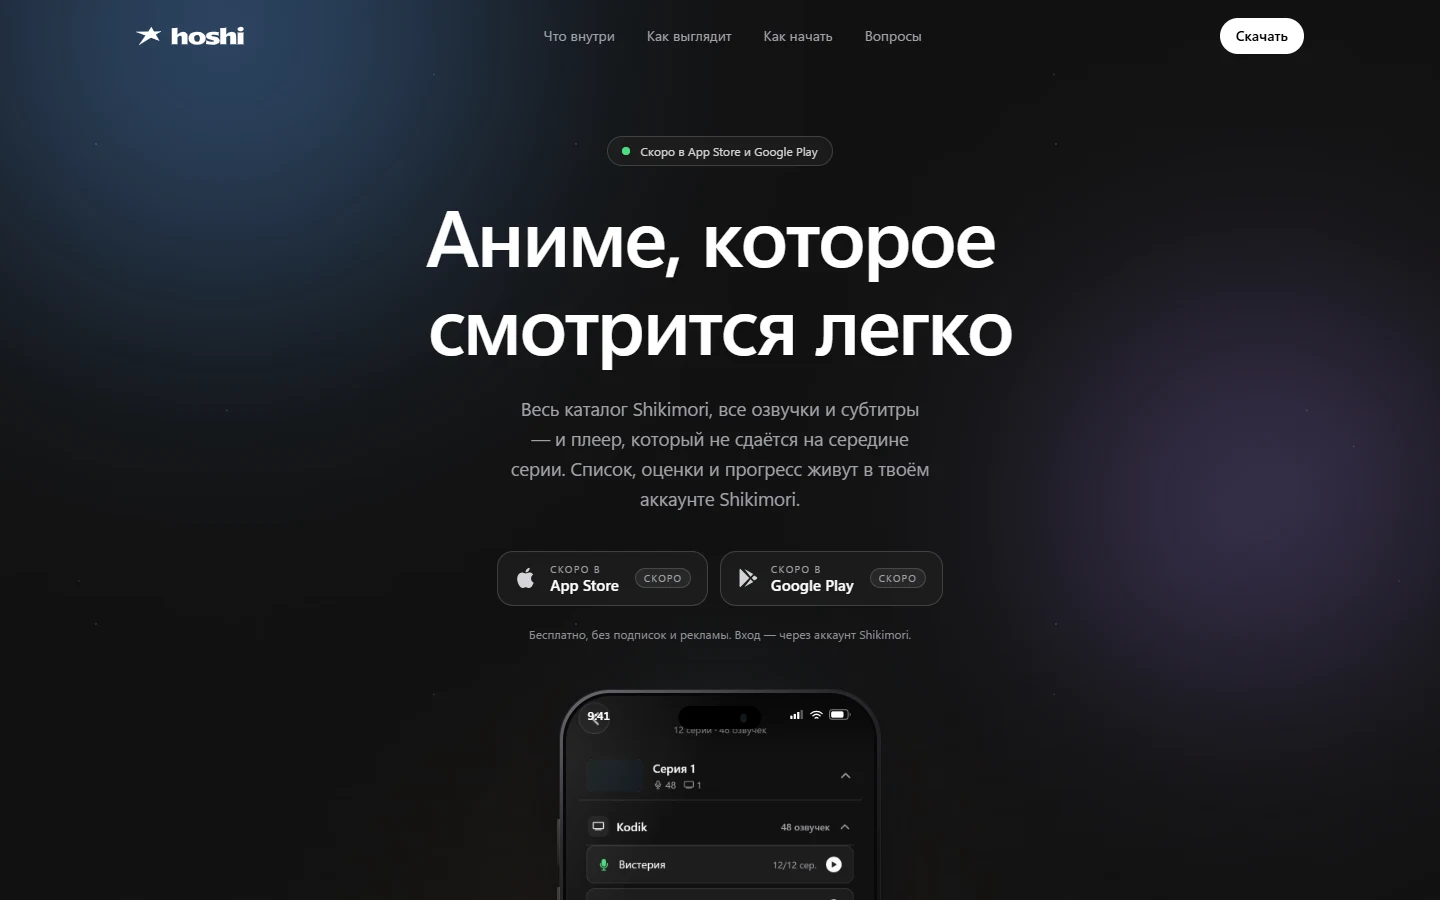 hoshi
Что внутри
Как выглядит
Как начать
Вопросы
Скачать
Скоро в App Store и Google Play
Аниме, которое
смотрится легко
Весь каталог Shikimori, все озвучки и субтитры
— и плеер, который не сдаётся на середине
серии. Список, оценки и прогресс живут в твоём
аккаунте Shikimori.
СКОРО В
App Store
СКОРО
СКОРО В
Google Play
СКОРО
Бесплатно, без подписок и рекламы. Вход — через аккаунт Shikimori.
9:41
12 серий · 48 озвучек
Серия 1
48 1
Kodik
48 озвучек
Вистерия
12/12 сер.